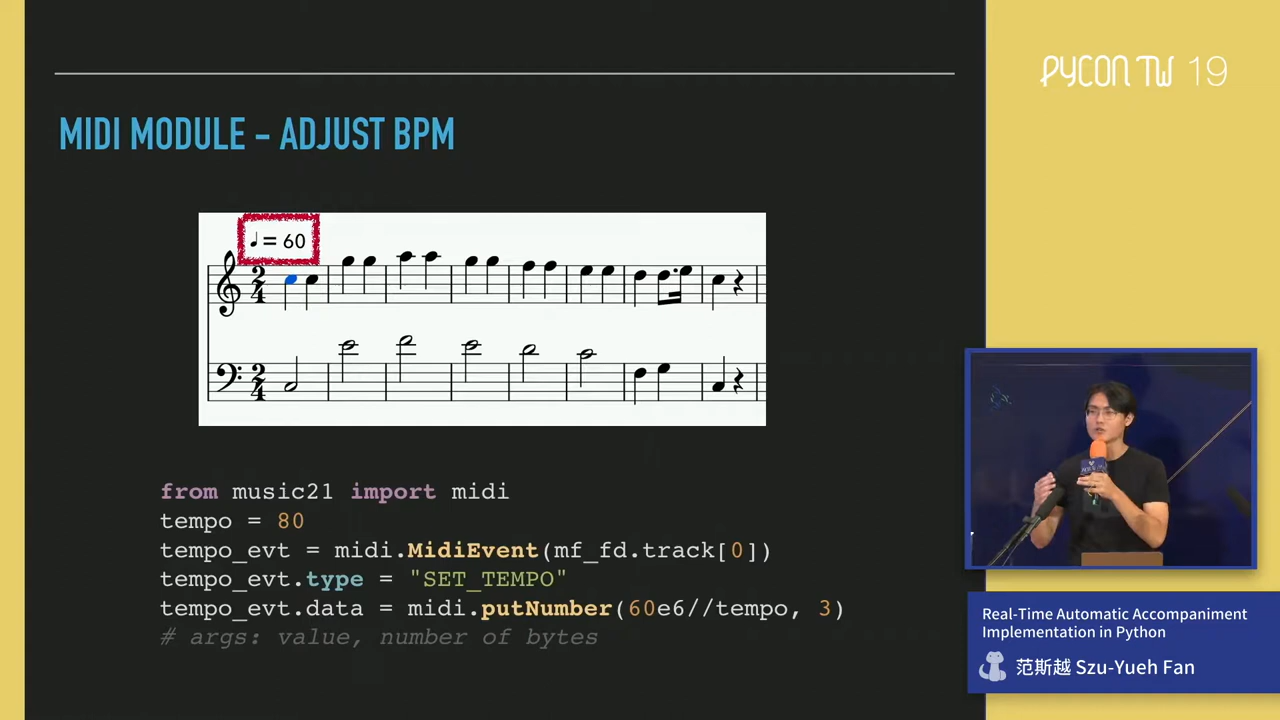 PYCON TW 19
MIDI MODULE - ADJUST BPM
♩ = 60
2
4
2
4
from music21 import midi
tempo = 80
tempo_evt = midi.MidiEvent(mf_fd.track[0])
tempo_evt.type = "SET_TEMPO"
tempo_evt.data = midi.putNumber(60e6//tempo, 3)
# args: value, number of bytes
Real-Time Automatic Accompaniment
Implementation in Python
范斯越 Szu-Yueh Fan